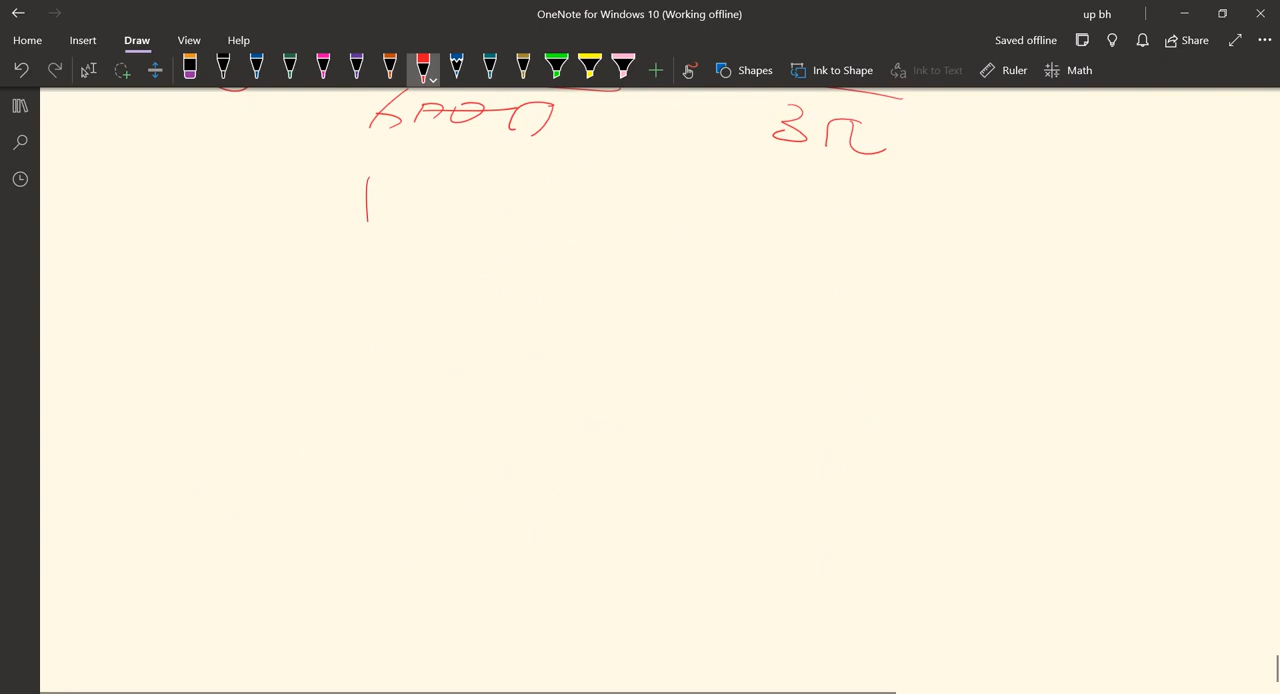 OneNote for Windows 10 (Working offline)
up bh
Home Insert Draw View Help
Saved offline Share
Shapes Ink to Shape Ink to Text Ruler Math
3π